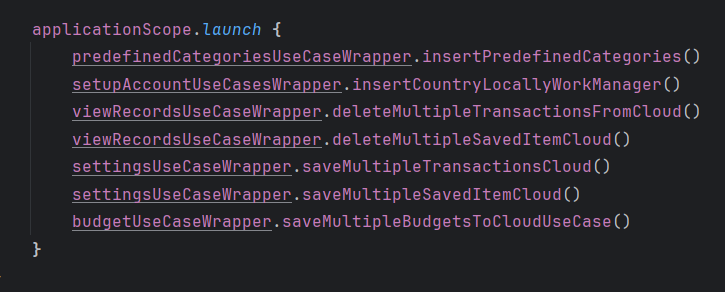 applicationScope.launch {
predefinedCategoriesUseCaseWrapper.insertPredefinedCategories()
setupAccountUseCasesWrapper.insertCountryLocallyWorkManager()
viewRecordsUseCaseWrapper.deleteMultipleTransactionsFromCloud()
viewRecordsUseCaseWrapper.deleteMultipleSavedItemCloud()
settingsUseCaseWrapper.saveMultipleTransactionsCloud()
settingsUseCaseWrapper.saveMultipleSavedItemCloud()
budgetUseCaseWrapper.saveMultipleBudgetsToCloudUseCase()
}